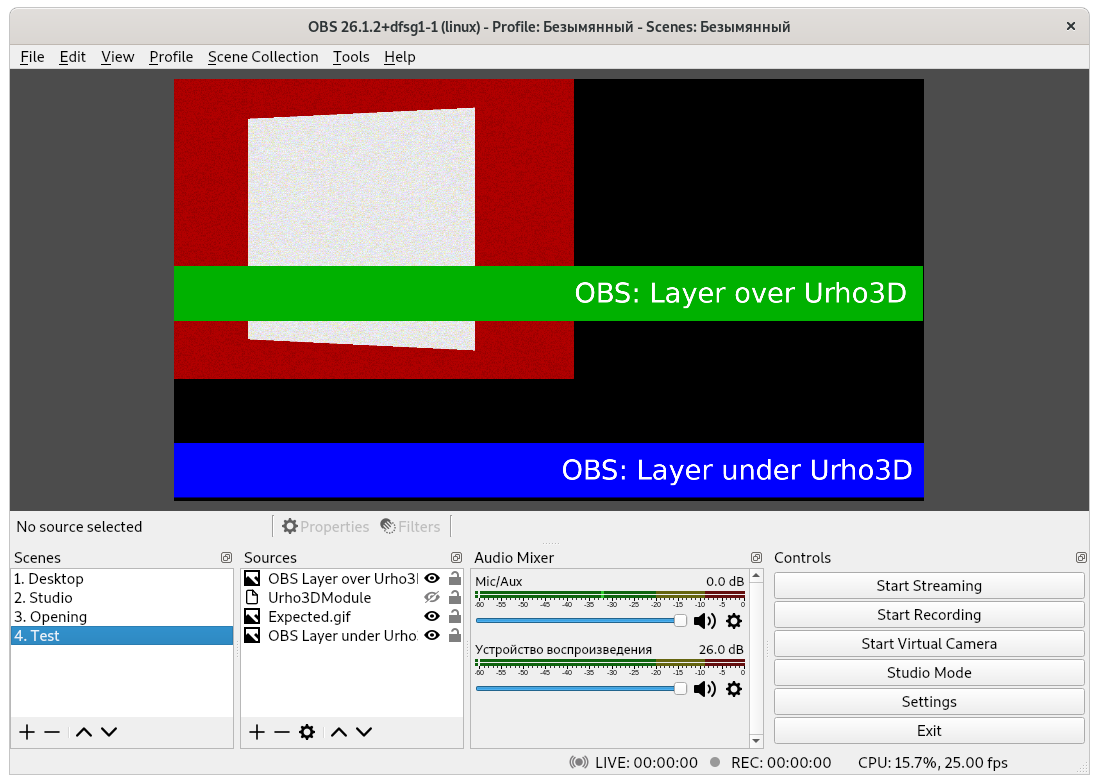 OBS 26.1.2+dfsg1-1 (linux) - Profile: Безымянный - Scenes: Безымянный
File Edit View Profile Scene Collection Tools Help
OBS: Layer over Urho3D
OBS: Layer under Urho3D
No source selected
Properties Filters
Scenes
1. Desktop
2. Studio
3. Opening
4. Test
Sources
OBS Layer over Urho3
Urho3DModule
Expected.gif
OBS Layer under Urho.
Audio Mixer
Mic/Aux 0.0 dB
-60 -55 -50 -45 -40 -35 -30 -25 -20 -15 -10 -5 0
Устройство воспроизведения 26.0 dB
-60 -55 -50 -45 -40 -35 -30 -25 -20 -15 -10 -5 0
Controls
Start Streaming
Start Recording
Start Virtual Camera
Studio Mode
Settings
Exit
LIVE: 00:00:00 REC: 00:00:00 CPU: 15.7%, 25.00 fps